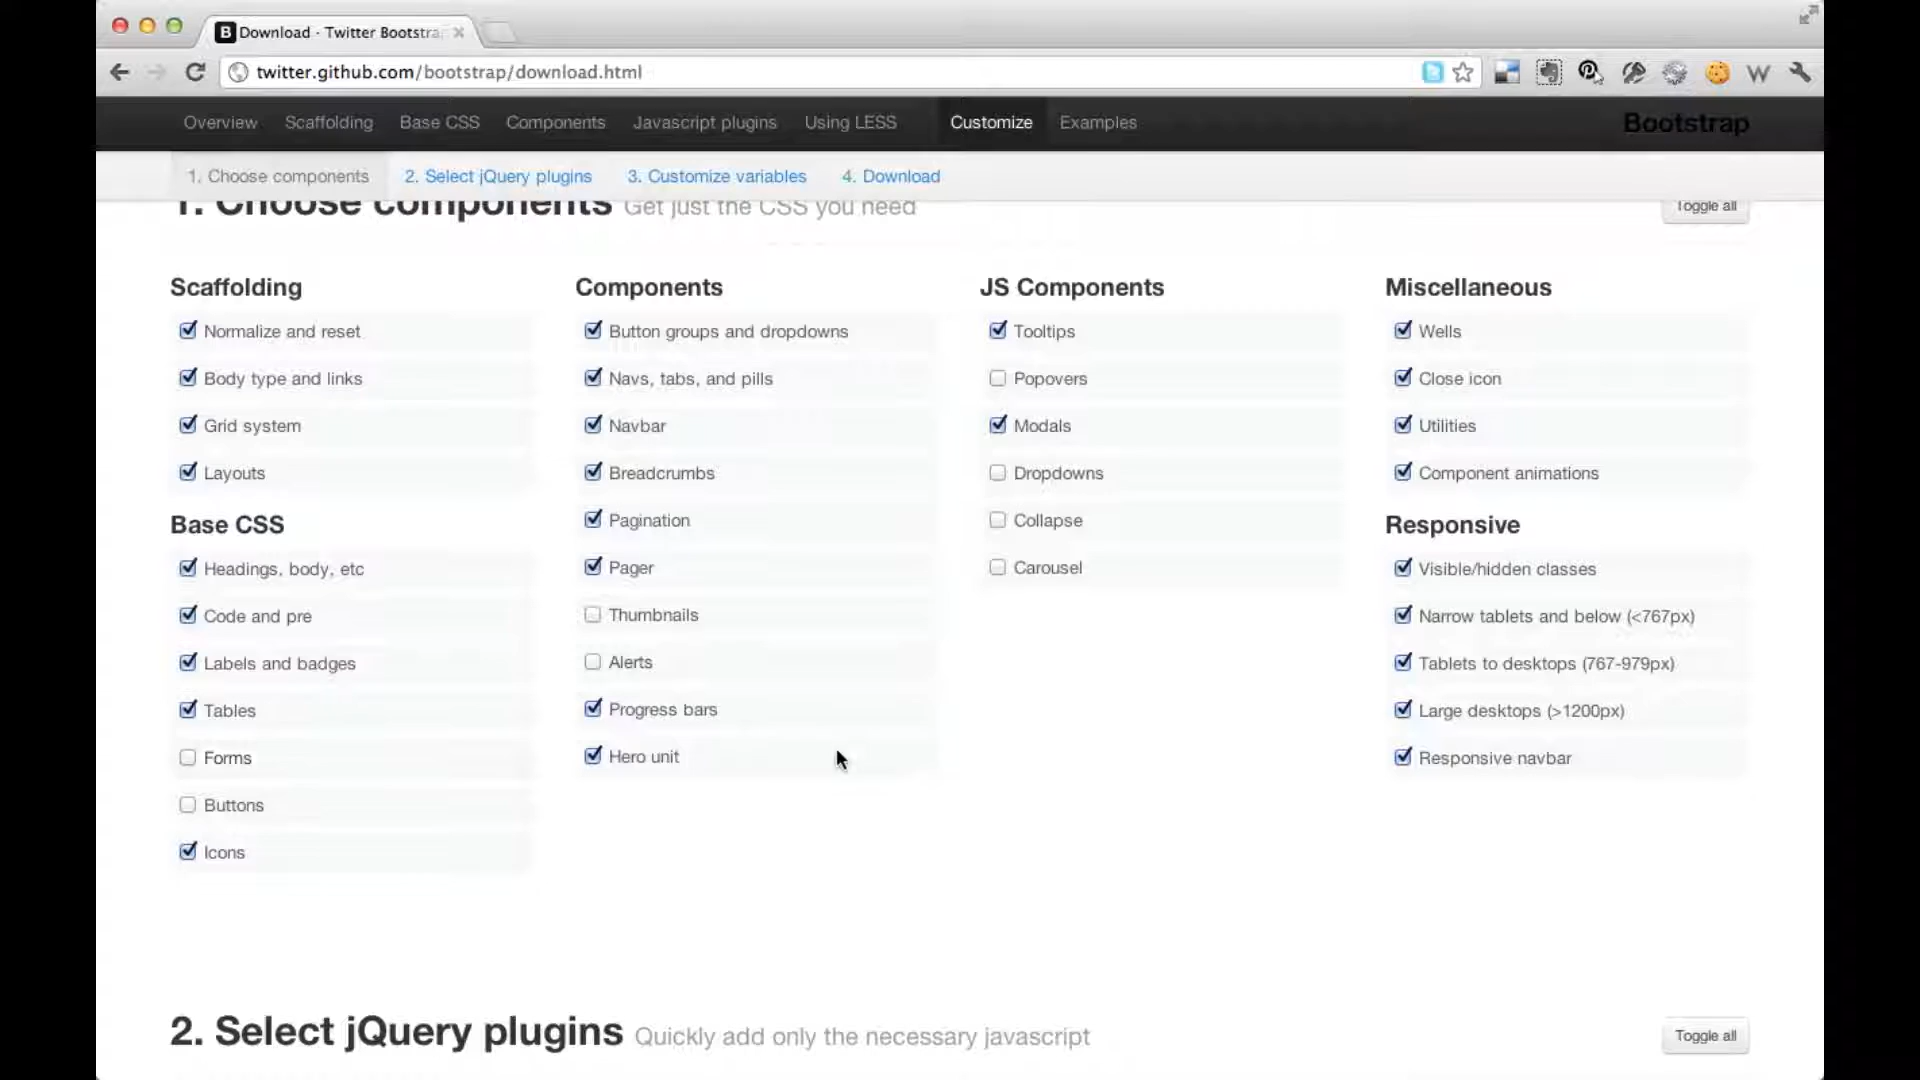 Download · Twitter Bootstra
twitter.github.com/bootstrap/download.html
Overview Scaffolding Base CSS Components Javascript plugins Using LESS Customize Examples Bootstrap
1. Choose components 2. Select jQuery plugins 3. Customize variables 4. Download
1. Choose components Get just the CSS you need Toggle all
Scaffolding
Normalize and reset
Body type and links
Grid system
Layouts
Base CSS
Headings, body, etc
Code and pre
Labels and badges
Tables
Forms
Buttons
Icons
Components
Button groups and dropdowns
Navs, tabs, and pills
Navbar
Breadcrumbs
Pagination
Pager
Thumbnails
Alerts
Progress bars
Hero unit
JS Components
Tooltips
Popovers
Modals
Dropdowns
Collapse
Carousel
Miscellaneous
Wells
Close icon
Utilities
Component animations
Responsive
Visible/hidden classes
Narrow tablets and below (<767px)
Tablets to desktops (767-979px)
Large desktops (>1200px)
Responsive navbar
2. Select jQuery plugins Quickly add only the necessary javascript Toggle all